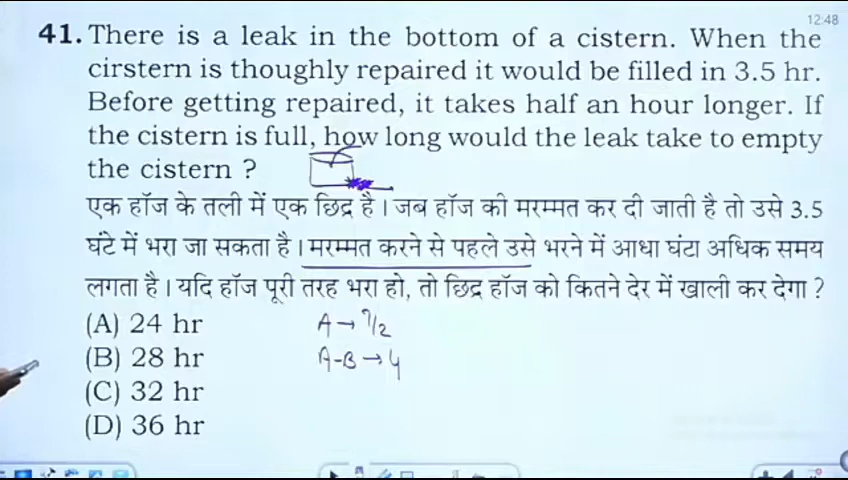 12:48
41. There is a leak in the bottom of a cistern. When the
cirstern is thoughly repaired it would be filled in 3.5 hr.
Before getting repaired, it takes half an hour longer. If
the cistern is full, how long would the leak take to empty
the cistern ?
एक हॉज के तली में एक छिद्र है। जब हॉज की मरम्मत कर दी जाती है तो उसे 3.5
घंटे में भरा जा सकता है। मरम्मत करने से पहले उसे भरने में आधा घंटा अधिक समय
लगता है। यदि हॉज पूरी तरह भरा हो, तो छिद्र हॉज को कितने देर में खाली कर देगा ?
(A) 24 hr
A→7/2
(B) 28 hr
A-B→4
(C) 32 hr
(D) 36 hr